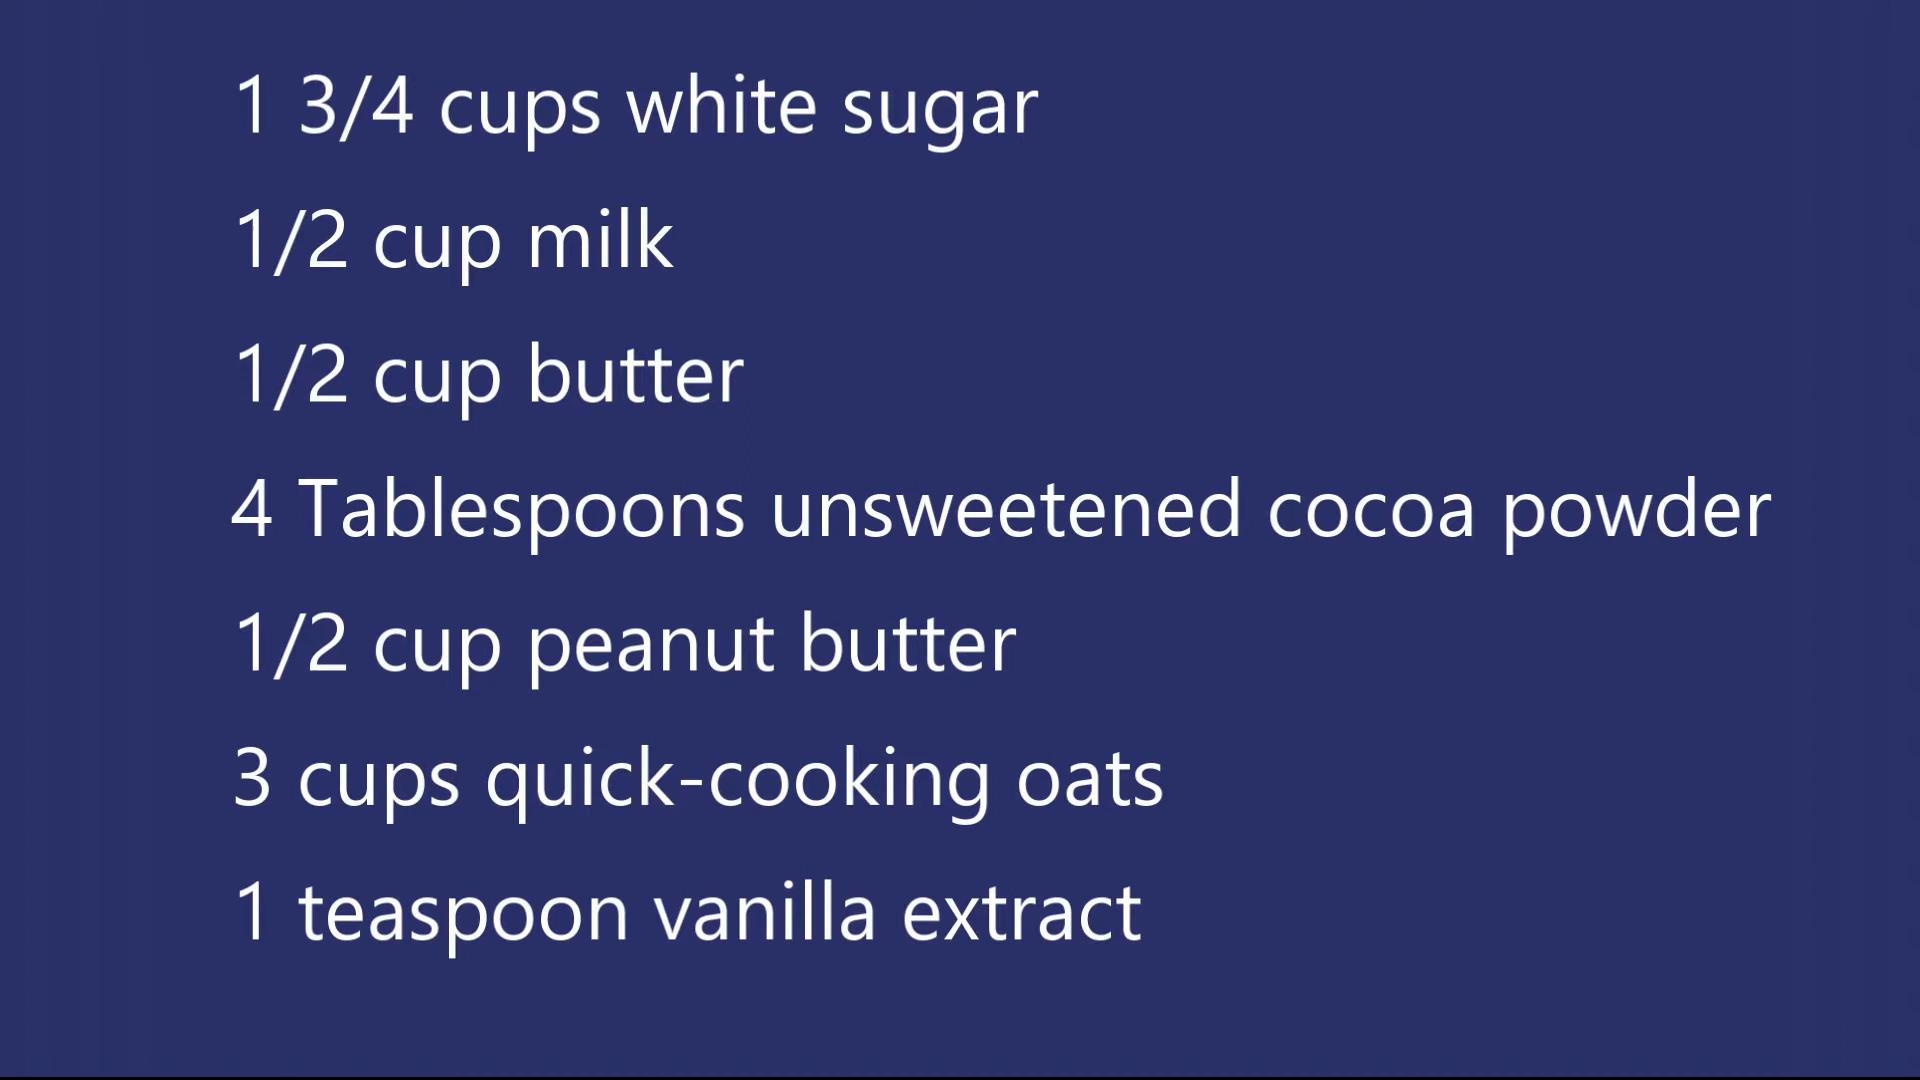 1 3/4 cups white sugar
1/2 cup milk
1/2 cup butter
4 Tablespoons unsweetened cocoa powder
1/2 cup peanut butter
3 cups quick-cooking oats
1 teaspoon vanilla extract